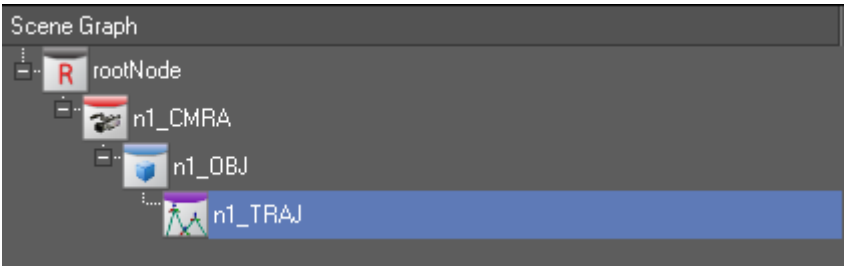 Scene Graph
R rootNode
n1_CMRA
n1_OBJ
n1_TRAJ